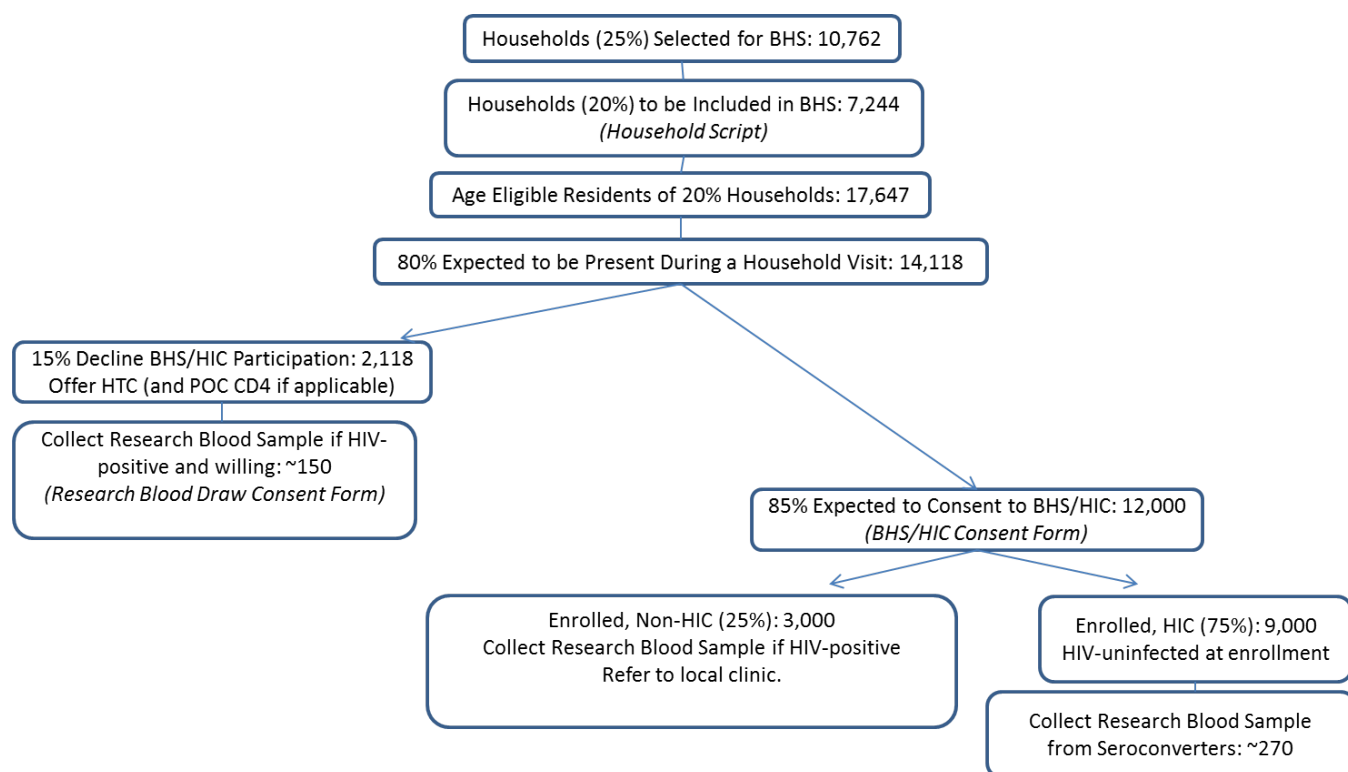 Households (25%) Selected for BHS: 10,762
Households (20%) to be Included in BHS: 7,244
(Household Script)
Age Eligible Residents of 20% Households: 17,647
80% Expected to be Present During a Household Visit: 14,118
15% Decline BHS/HIC Participation: 2,118
Offer HTC (and POC CD4 if applicable)
Collect Research Blood Sample if HIV-
positive and willing: ~150
(Research Blood Draw Consent Form)
85% Expected to Consent to BHS/HIC: 12,000
(BHS/HIC Consent Form)
Enrolled, Non-HIC (25%): 3,000
Collect Research Blood Sample if HIV-positive
Refer to local clinic.
Enrolled, HIC (75%): 9,000
HIV-uninfected at enrollment
Collect Research Blood Sample
from Seroconverters: ~270